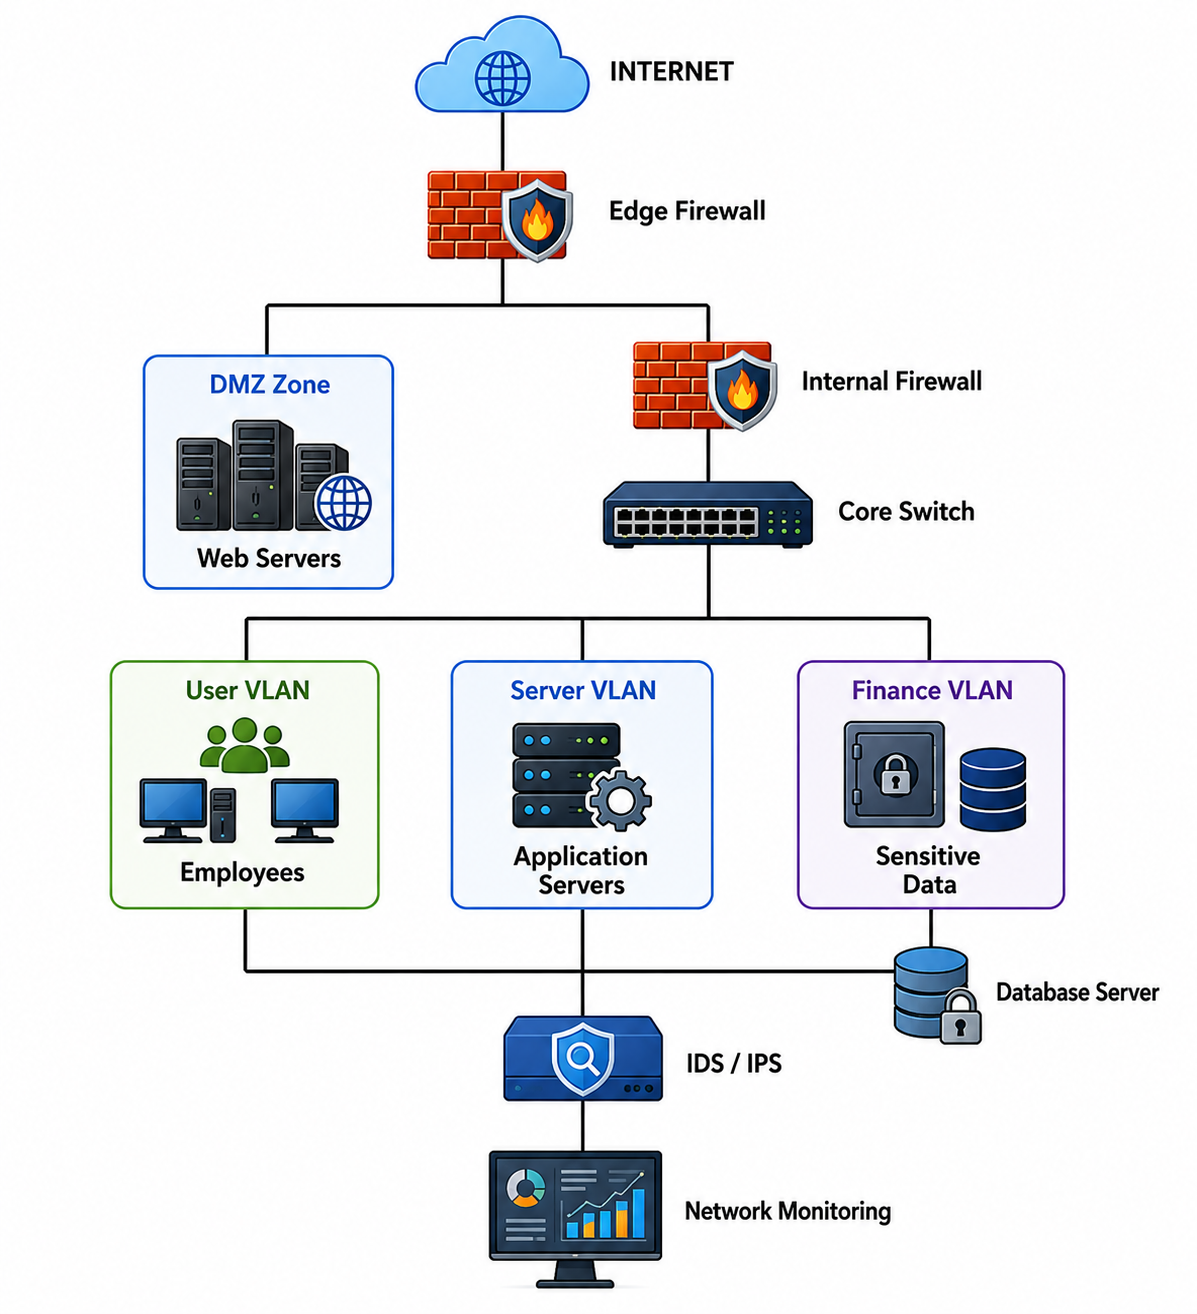 INTERNET
Edge Firewall
DMZ Zone
Web Servers
Internal Firewall
Core Switch
User VLAN
Employees
Server VLAN
Application
Servers
Finance VLAN
Sensitive
Data
Database Server
IDS / IPS
Network Monitoring